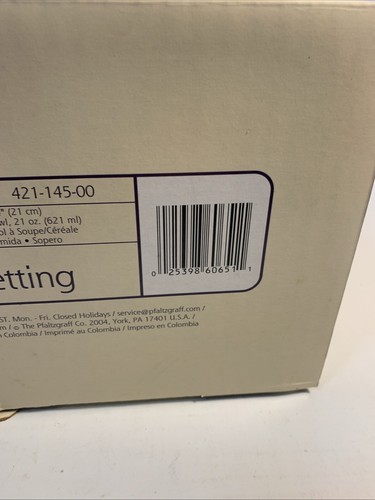 421-145-00
" (21 cm)
wl, 21 oz. (621 ml)
ol à Soupe/Céréale
mida • Sopero
etting
0 25398 60651 1
ST. Mon. - Fri. Closed Holidays / service@pfaltzgraff.com /
m / © The Pfaltzgraff Co. 2004, York, PA 17401 U.S.A. /
Colombia / Imprimé au Colombia / Impreso en Colombia